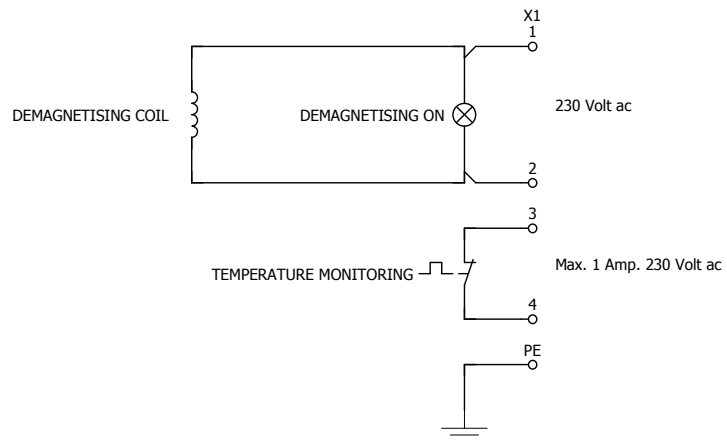 X1
1
DEMAGNETISING COIL
DEMAGNETISING ON
230 Volt ac
2
3
TEMPERATURE MONITORING
Max. 1 Amp. 230 Volt ac
4
PE